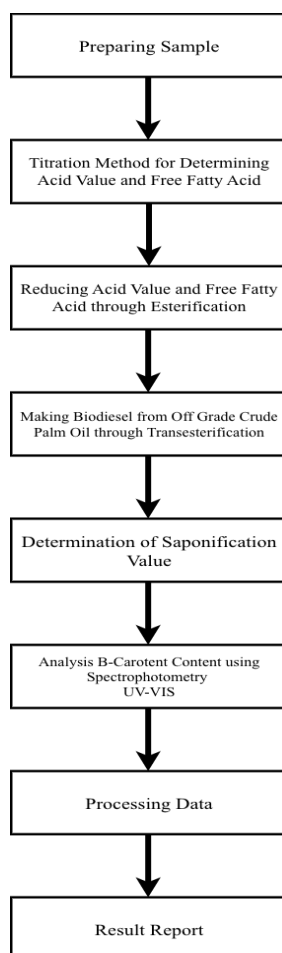 Preparing Sample
Titration Method for Determining
Acid Value and Free Fatty Acid
Reducing Acid Value and Free Fatty
Acid through Esterification
Making Biodiesel from Off Grade Crude
Palm Oil through Transesterification
Determination of Saponification
Value
Analysis B-Carotent Content using
Spectrophotometry
UV-VIS
Processing Data
Result Report